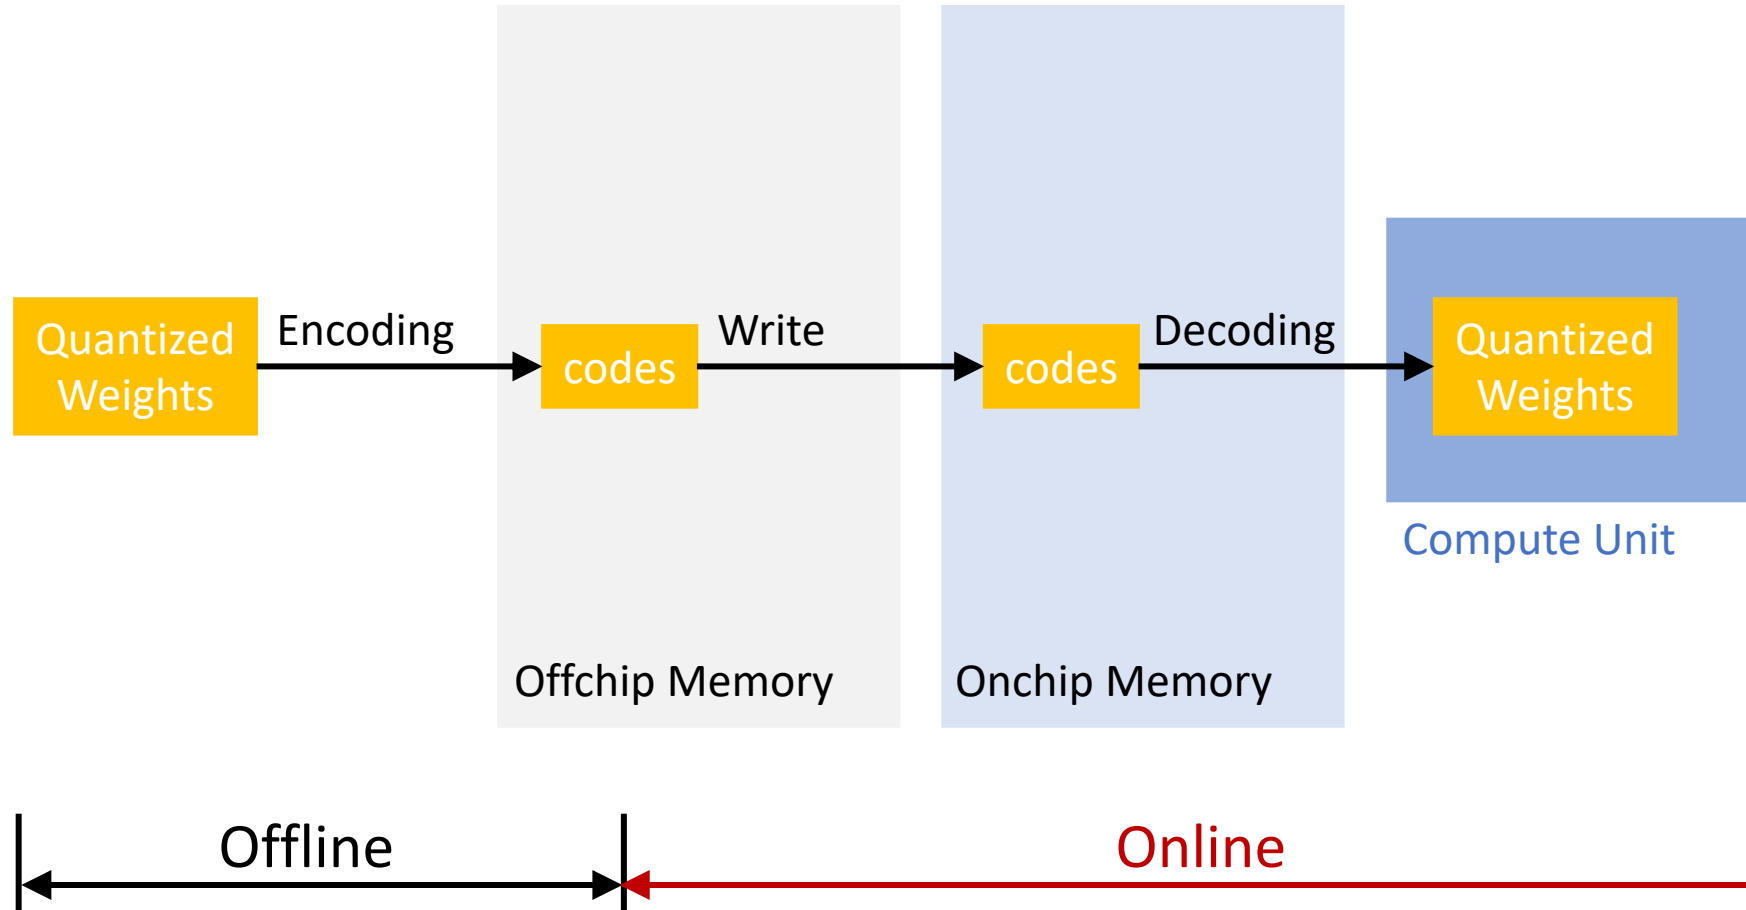 Quantized
Weights
Encoding
codes
Write
codes
Decoding
Quantized
Weights
Compute Unit
Offchip Memory
Onchip Memory
Offline
Online